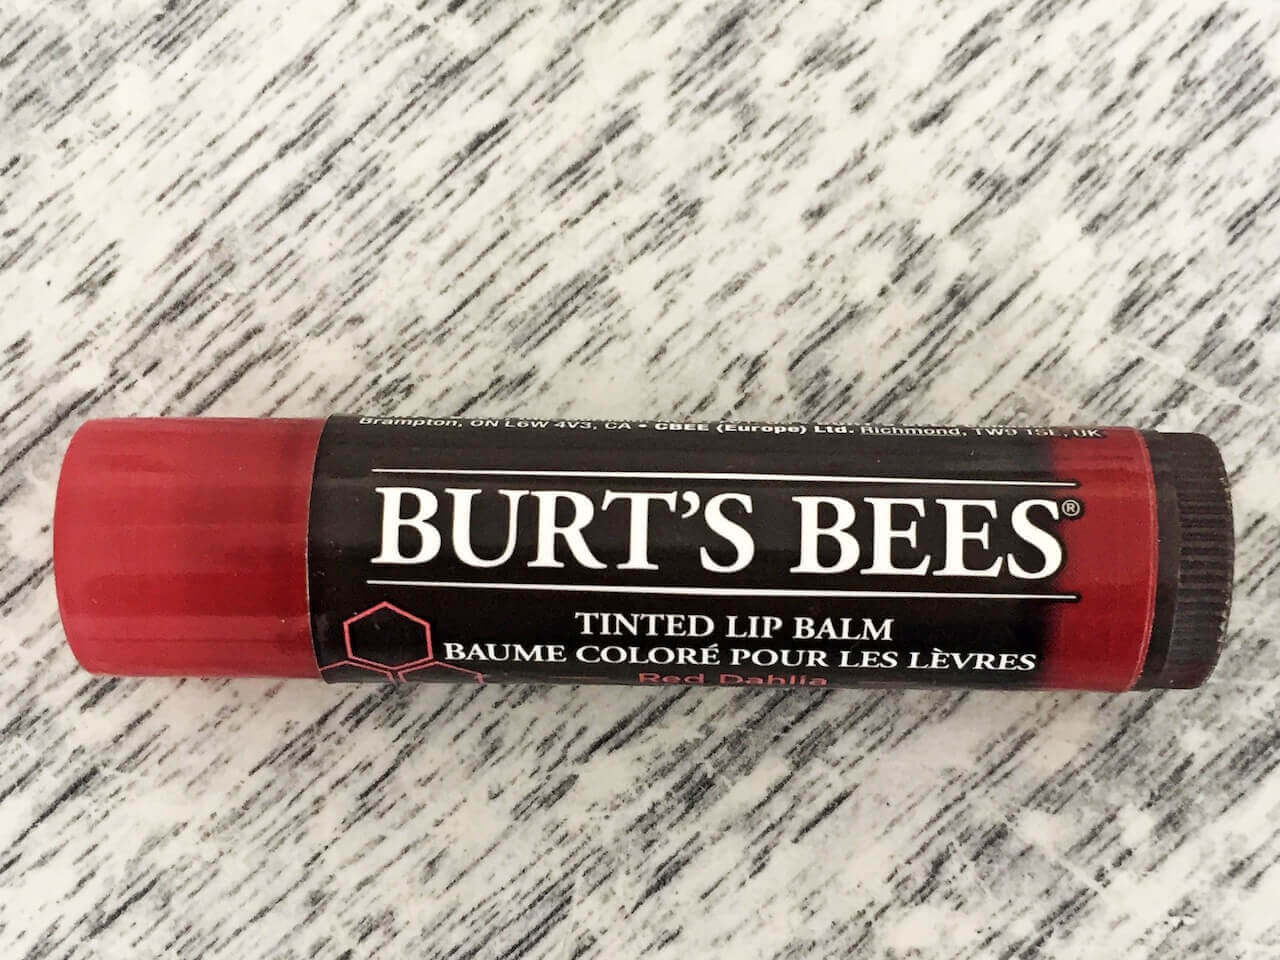 Brampton, ON L6W 4V3, CA • CBEE (Europe) Ltd. Richmond, TW9 1SE, UK
BURT'S BEES®
TINTED LIP BALM
BAUME COLORÉ POUR LES LÈVRES
Red Dahlia